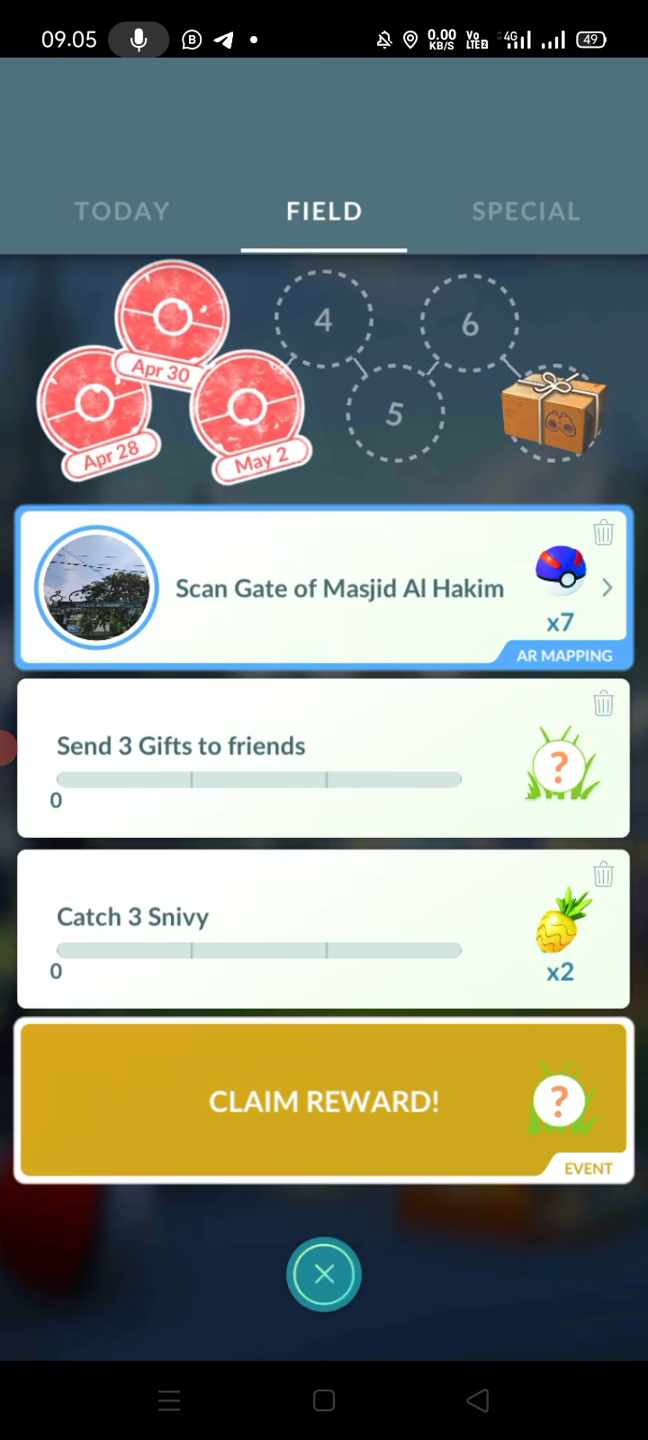 09.05
B
0.00
KB/S
Vo
LTE2
4G
49
TODAY
FIELD
SPECIAL
4
6
Apr 30
5
Apr 28
May 2
Scan Gate of Masjid Al Hakim
x7
AR MAPPING
Send 3 Gifts to friends
?
0
Catch 3 Snivy
0
x2
CLAIM REWARD!
?
EVENT